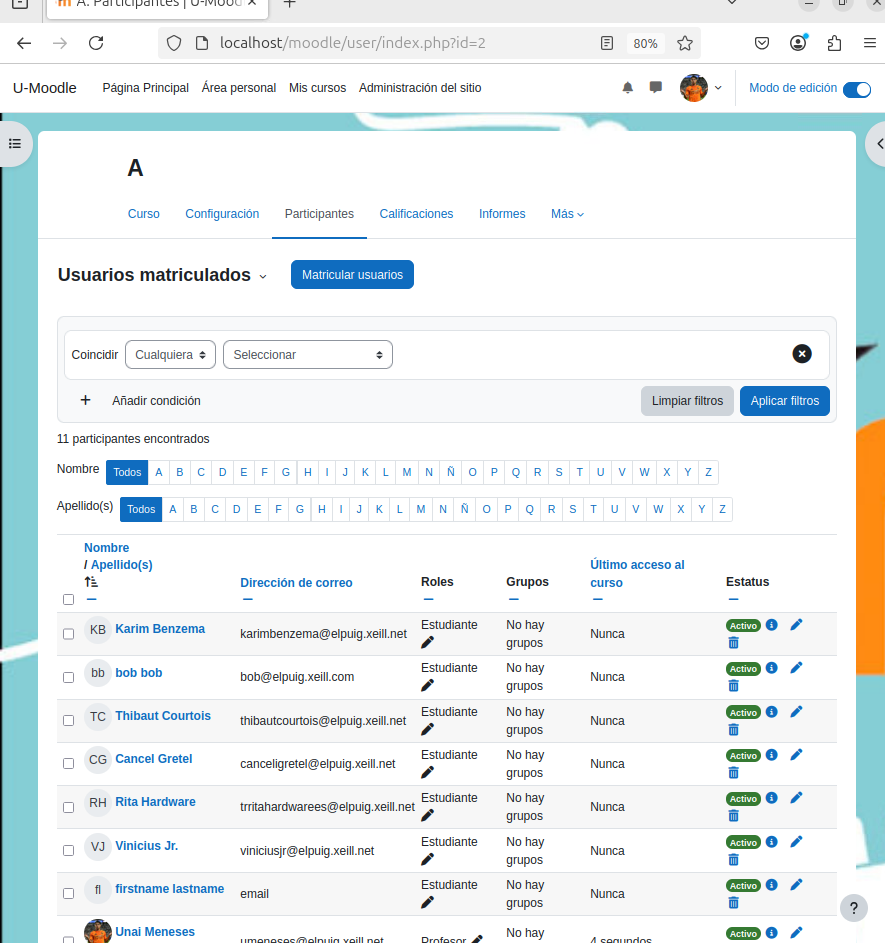 A: Participantes | U-Mood
localhost/moodle/user/index.php?id=2
80%
U-Moodle
Página Principal
Área personal
Mis cursos
Administración del sitio
Modo de edición
A
Curso
Configuración
Participantes
Calificaciones
Informes
Más
Usuarios matriculados
Matricular usuarios
Coincidir
Cualquiera
Seleccionar
Añadir condición
Limpiar filtros
Aplicar filtros
11 participantes encontrados
Nombre Todos A B C D E F G H I J K L M N Ñ O P Q R S T U V W X Y Z
Apellido(s) Todos A B C D E F G H I J K L M N Ñ O P Q R S T U V W X Y Z
Nombre
/ Apellido(s)
Dirección de correo
Roles
Grupos
Último acceso al
curso
Estatus
KB Karim Benzema karimbenzema@elpuig.xeill.net Estudiante No hay
grupos Nunca Activo
bb bob bob bob@elpuig.xeill.com Estudiante No hay
grupos Nunca Activo
TC Thibaut Courtois thibautcourtois@elpuig.xeill.net Estudiante No hay
grupos Nunca Activo
CG Cancel Gretel canceligretel@elpuig.xeill.net Estudiante No hay
grupos Nunca Activo
RH Rita Hardware trritahardwarees@elpuig.xeill.net Estudiante No hay
grupos Nunca Activo
VJ Vinicius Jr. viniciusjr@elpuig.xeill.net Estudiante No hay
grupos Nunca Activo
fl firstname lastname email Estudiante No hay
grupos Nunca Activo
Unai Meneses umeneses@elpuig.xeill.net Profesor No hay
4 segundos Activo
?